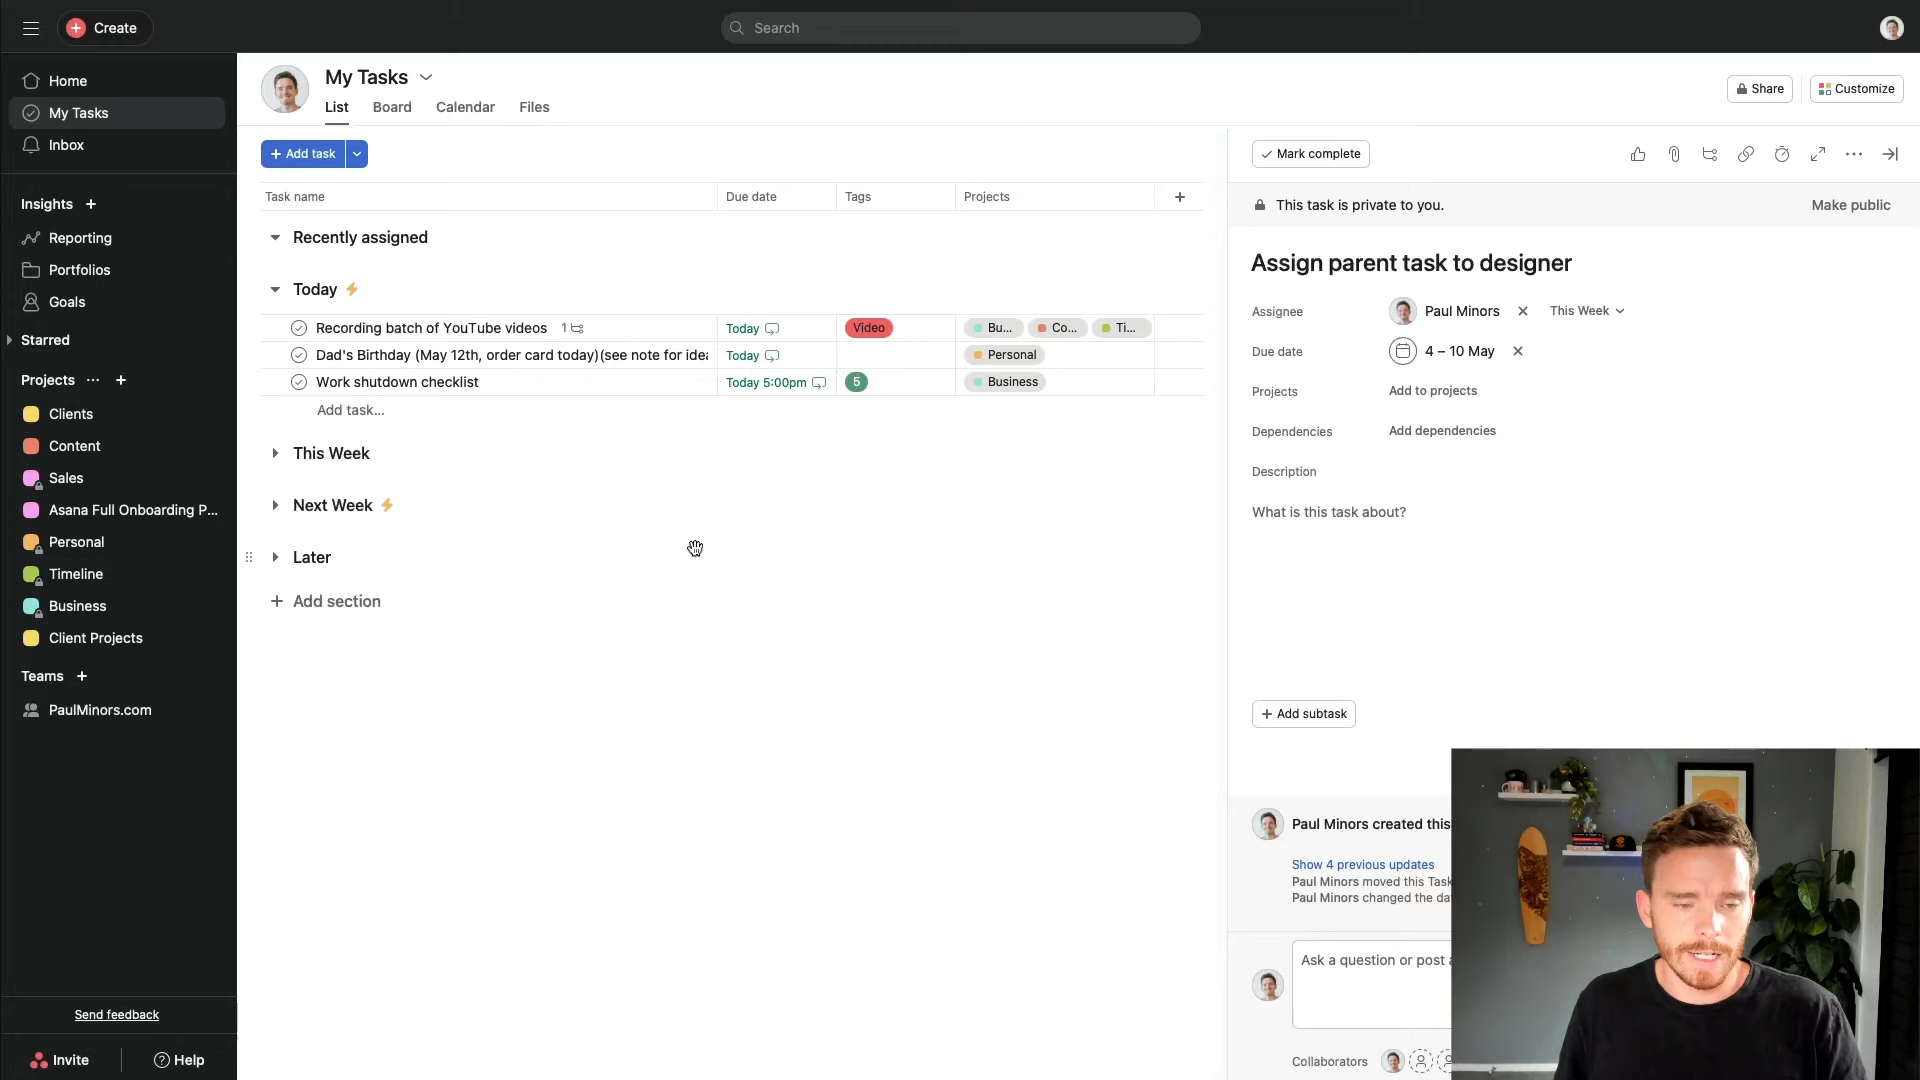 Create
Search
Home
My Tasks
Inbox
Insights
Reporting
Portfolios
Goals
Starred
Projects
Clients
Content
Sales
Asana Full Onboarding P...
Personal
Timeline
Business
Client Projects
Teams
PaulMinors.com
Send feedback
Invite
Help
My Tasks
List Board Calendar Files
Share
Customize
Add task
Task name Due date Tags Projects
Recently assigned
Today
Recording batch of YouTube videos 1 Today Video Bu... Co... Ti...
Dad's Birthday (May 12th, order card today)(see note for idea Today Personal
Work shutdown checklist Today 5:00pm 5 Business
Add task...
This Week
Next Week
Later
Add section
Mark complete
This task is private to you. Make public
Assign parent task to designer
Assignee Paul Minors This Week
Due date 4 – 10 May
Projects Add to projects
Dependencies Add dependencies
Description
What is this task about?
Add subtask
Paul Minors created this
Show 4 previous updates
Paul Minors moved this Task
Paul Minors changed the da
Ask a question or post a
Collaborators